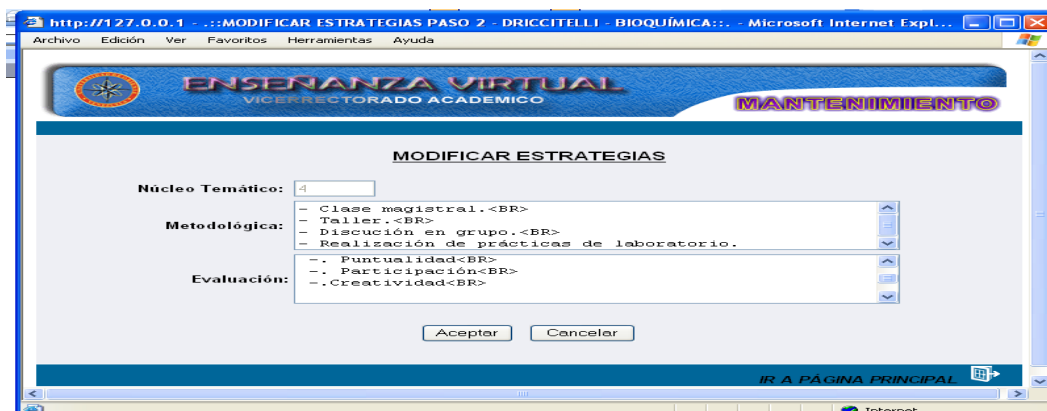 http://127.0.0.1 - .::MODIFICAR ESTRATEGIAS PASO 2 - DRICCITELLI - BIOQUÍMICA::. - Microsoft Internet Expl...
Archivo Edición Ver Favoritos Herramientas Ayuda
ENSEÑANZA VIRTUAL
VICERRECTORADO ACADEMICO
MANTENIMIENTO
MODIFICAR ESTRATEGIAS
Núcleo Temático: 4
Metodológica:
- Clase magistral.<BR>
- Taller.<BR>
- Discución en grupo.<BR>
- Realización de prácticas de laboratorio.
Evaluación:
-. Puntualidad<BR>
-. Participación<BR>
-.Creatividad<BR>
Aceptar Cancelar
IR A PÁGINA PRINCIPAL
Internet